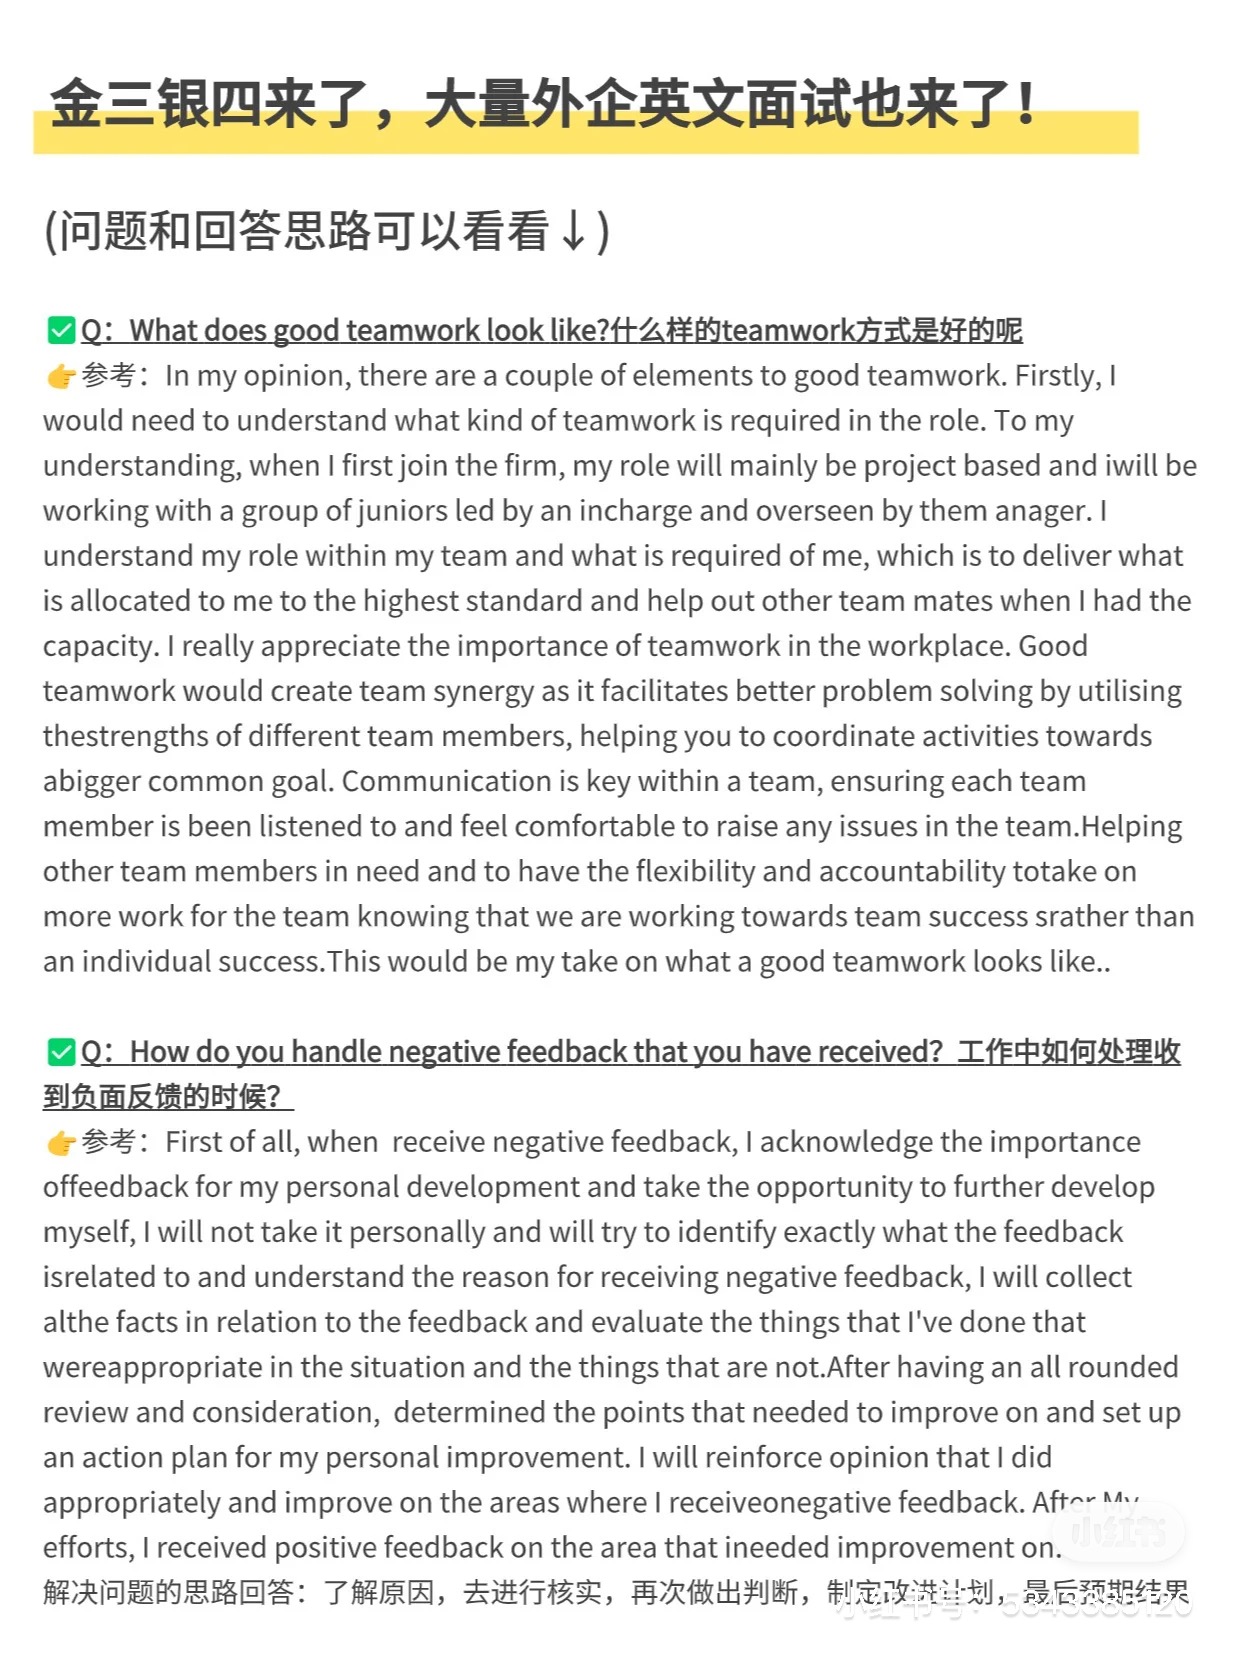 金三银四来了，大量外企英文面试也来了！
(问题和回答思路可以看看↓)
✅Q：What does good teamwork look like?什么样的teamwork方式是好的呢
👉参考：In my opinion, there are a couple of elements to good teamwork. Firstly, I
would need to understand what kind of teamwork is required in the role. To my
understanding, when I first join the firm, my role will mainly be project based and iwill be
working with a group of juniors led by an incharge and overseen by them anager. I
understand my role within my team and what is required of me, which is to deliver what
is allocated to me to the highest standard and help out other team mates when I had the
capacity. I really appreciate the importance of teamwork in the workplace. Good
teamwork would create team synergy as it facilitates better problem solving by utilising
thestrengths of different team members, helping you to coordinate activities towards
abigger common goal. Communication is key within a team, ensuring each team
member is been listened to and feel comfortable to raise any issues in the team.Helping
other team members in need and to have the flexibility and accountability totake on
more work for the team knowing that we are working towards team success srather than
an individual success.This would be my take on what a good teamwork looks like..
✅Q：How do you handle negative feedback that you have received？工作中如何处理收
到负面反馈的时候？
👉参考：First of all, when  receive negative feedback, I acknowledge the importance
offeedback for my personal development and take the opportunity to further develop
myself, I will not take it personally and will try to identify exactly what the feedback
isrelated to and understand the reason for receiving negative feedback, I will collect
althe facts in relation to the feedback and evaluate the things that I've done that
wereappropriate in the situation and the things that are not.After having an all rounded
review and consideration,  determined the points that needed to improve on and set up
an action plan for my personal improvement. I will reinforce opinion that I did
appropriately and improve on the areas where I receiveonegative feedback. After My
efforts, I received positive feedback on the area that ineeded improvement on.
小红书
解决问题的思路回答：了解原因，去进行核实，再次做出判断，制定改进计划，最后预期结果
小红书号：